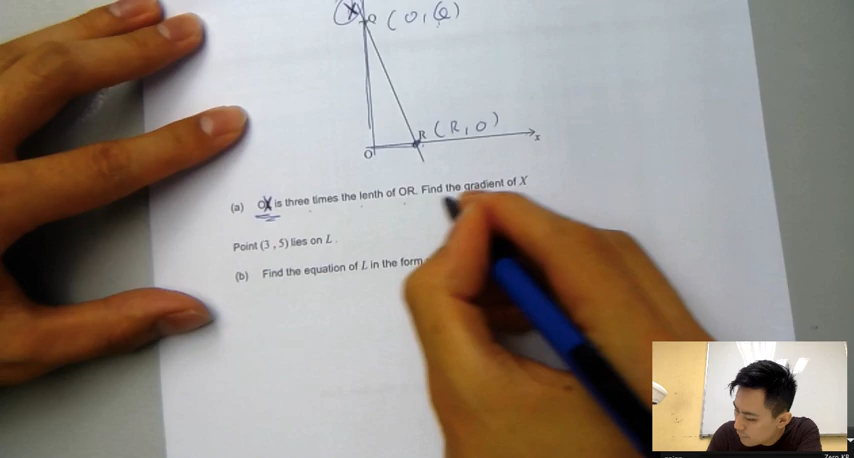 (X) Q (0, Q)
R (R, 0)
O
x
(a) OX is three times the lenth of OR. Find the gradient of X
Point (3 , 5) lies on L .
(b) Find the equation of L in the form